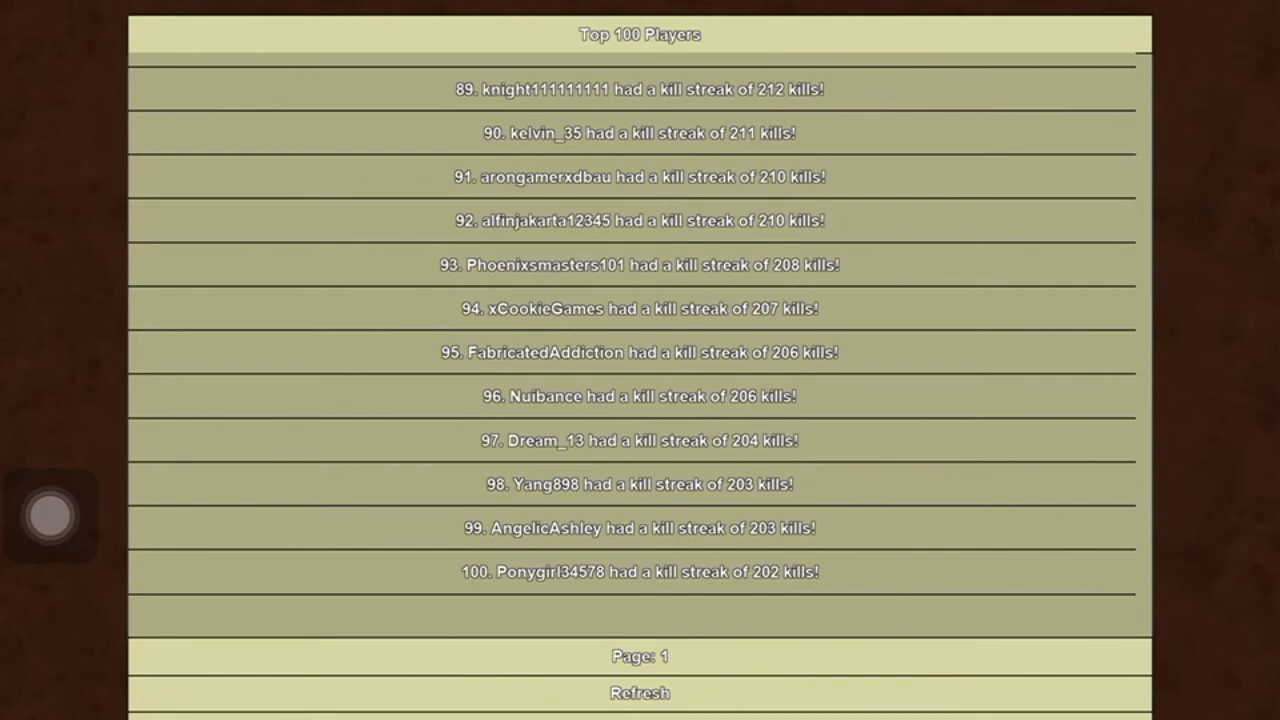 Top 100 Players
89. knight111111111 had a kill streak of 212 kills!
90. kelvin_35 had a kill streak of 211 kills!
91. arongamerxdbau had a kill streak of 210 kills!
92. alfinjakarta12345 had a kill streak of 210 kills!
93. Phoenixsmasters101 had a kill streak of 208 kills!
94. xCookieGames had a kill streak of 207 kills!
95. FabricatedAddiction had a kill streak of 206 kills!
96. Nuibance had a kill streak of 206 kills!
97. Dream_13 had a kill streak of 204 kills!
98. Yang898 had a kill streak of 203 kills!
99. AngelicAshley had a kill streak of 203 kills!
100. Ponygirl34578 had a kill streak of 202 kills!
Page: 1
Refresh